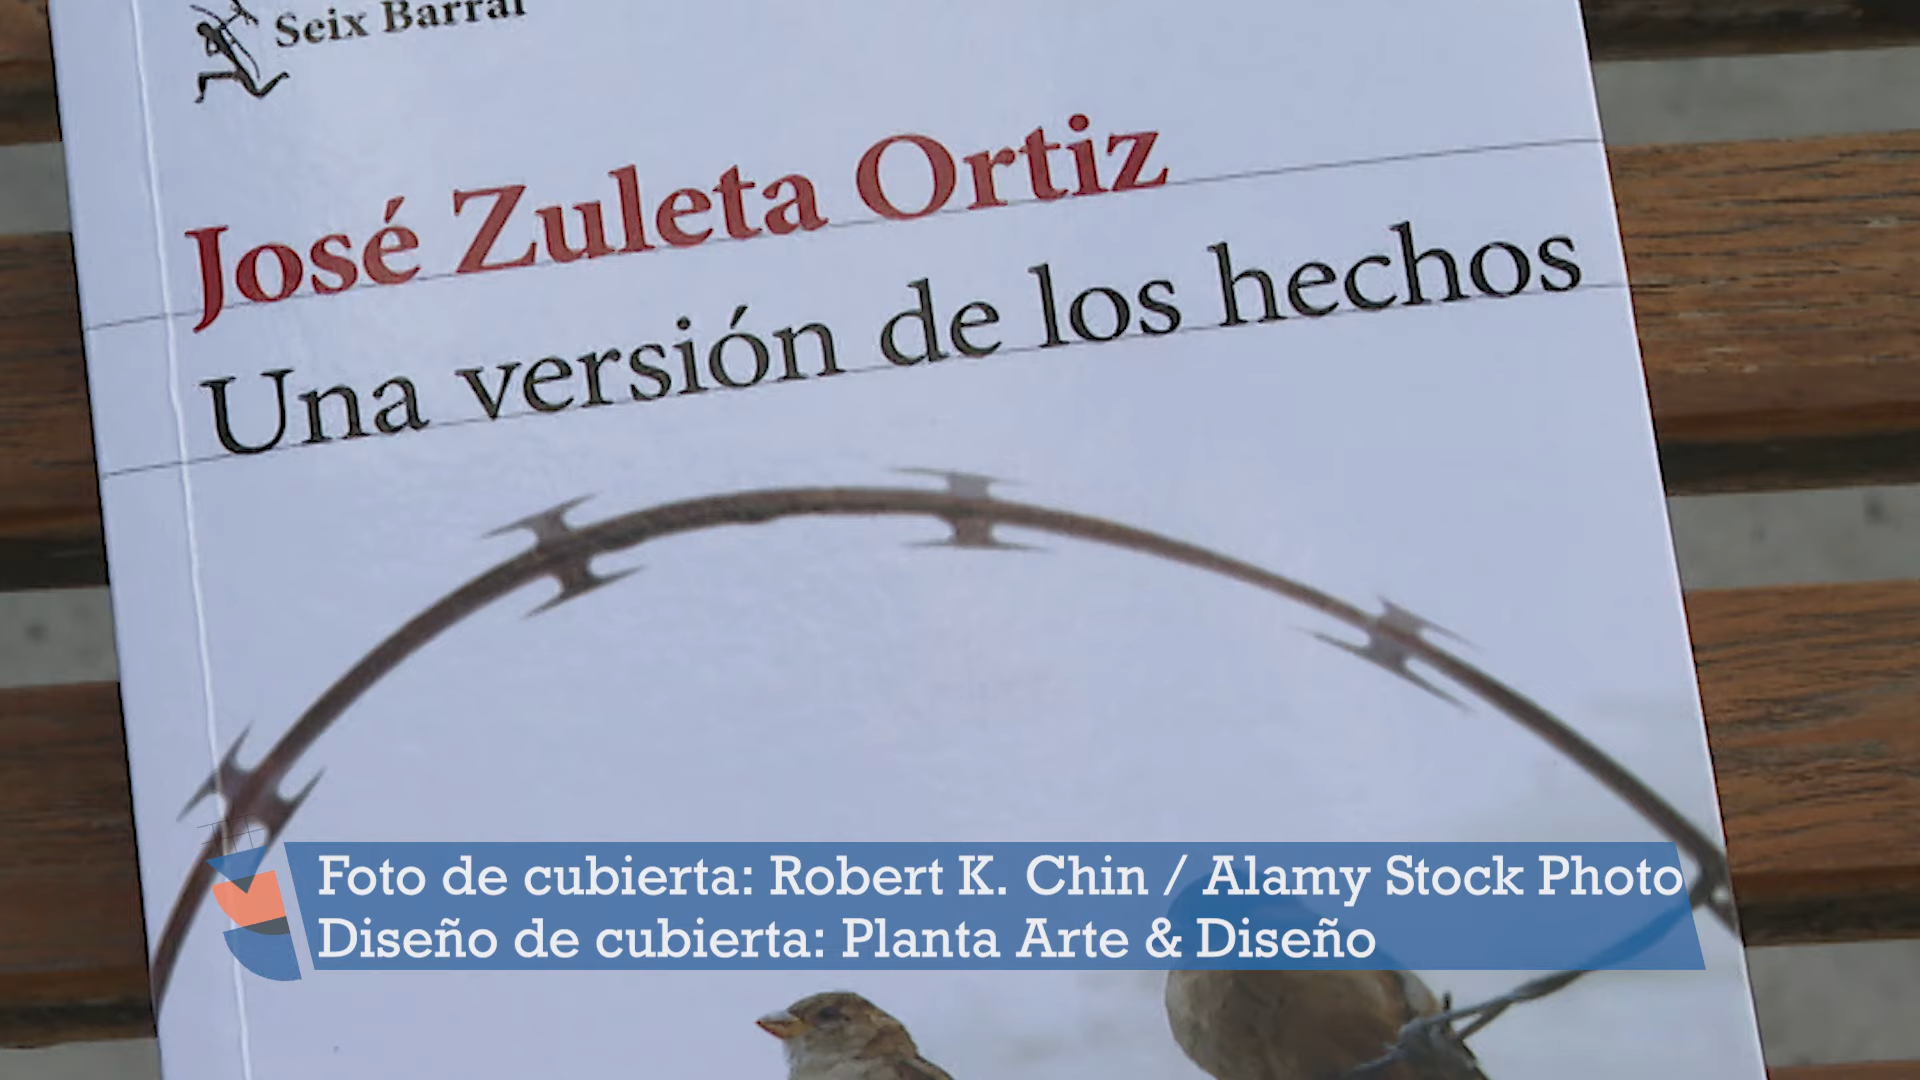 Seix Barral
José Zuleta Ortiz
Una versión de los hechos
Foto de cubierta: Robert K. Chin / Alamy Stock Photo
Diseño de cubierta: Planta Arte & Diseño